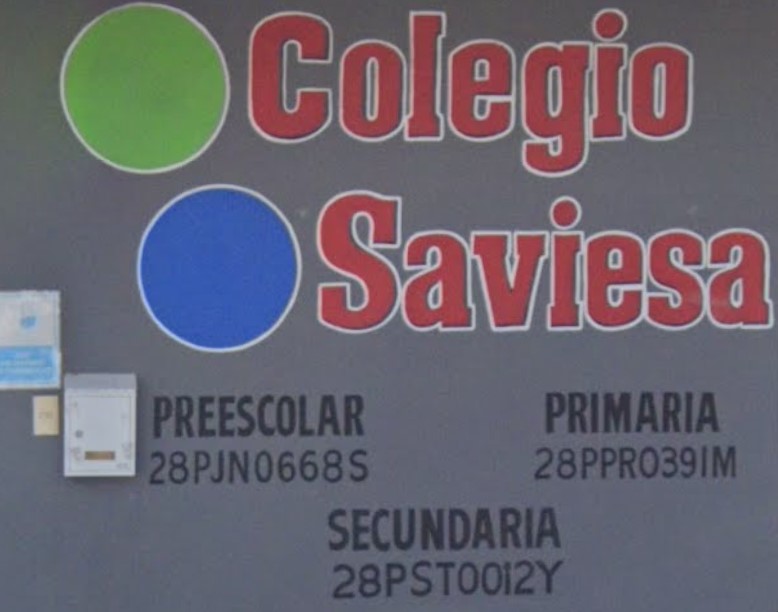 Colegio
Saviesa
PREESCOLAR PRIMARIA
28PJN0668S 28PPR0391M
SECUNDARIA
28PST0012Y